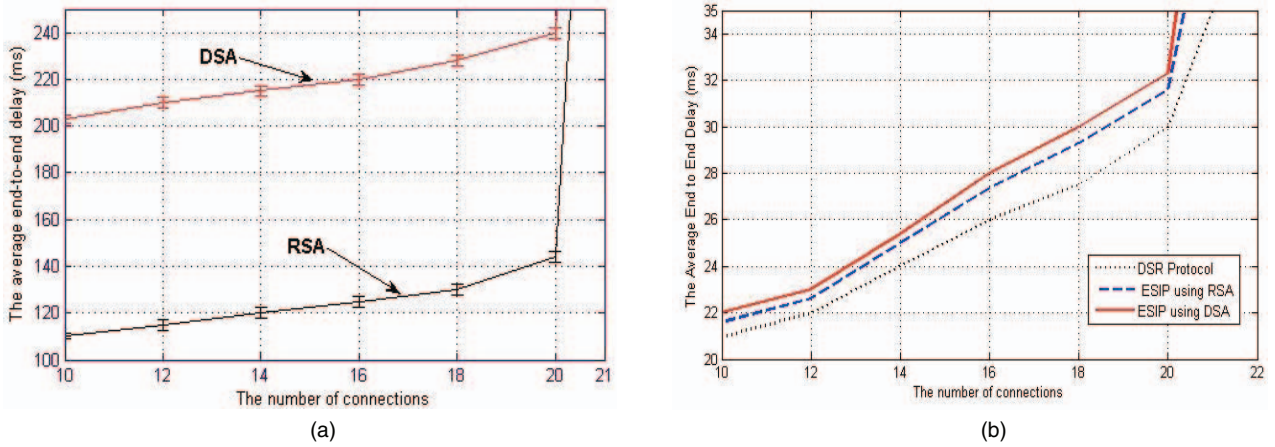 The average end-to-end delay (ms)
240
220
200
180
160
140
120
100
DSA
RSA
10 12 14 16 18 20 21
The number of connections
(a)
The Average End to End Delay (ms)
35
34
32
30
28
26
24
22
20
DSR Protocol
ESIP using RSA
ESIP using DSA
10 12 14 16 18 20 22
The number of connections
(b)